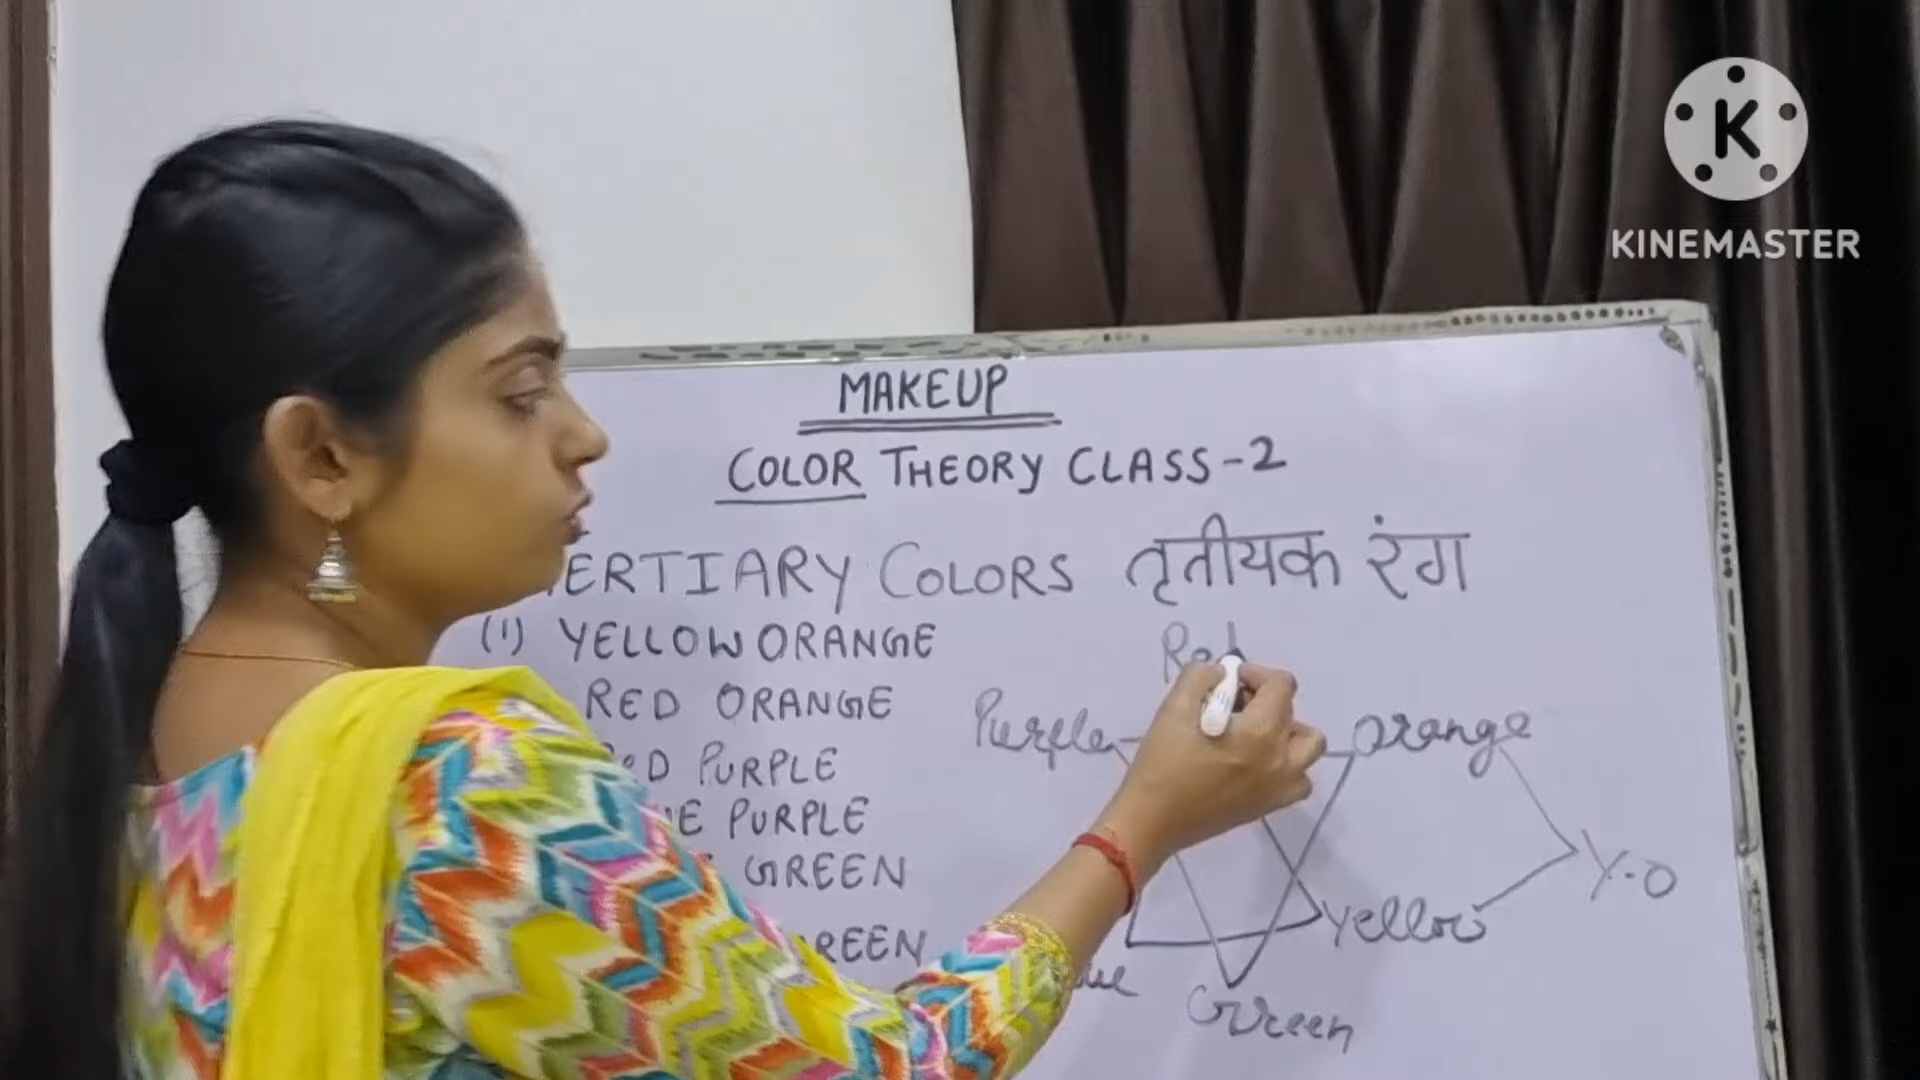 K
KINEMASTER
MAKEUP
COLOR THEORY CLASS-2
ERTIARY COLORS तृतीयक रंग
(1) YELLOW ORANGE
RED ORANGE
PURPLE
PURPLE
GREEN
REEN
Red
Purple
Orange
Y-O
Yellow
Green